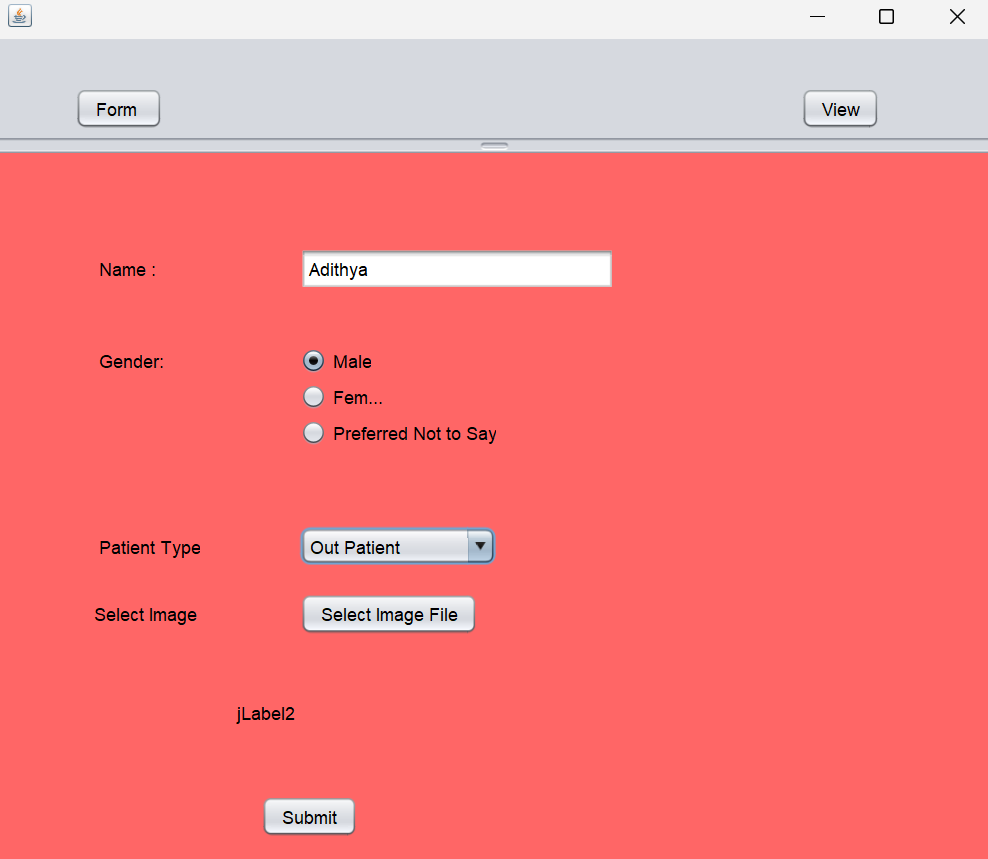 Form View
Name : Adithya
Gender: Male
Fem...
Preferred Not to Say
Patient Type Out Patient
Select Image Select Image File
jLabel2
Submit